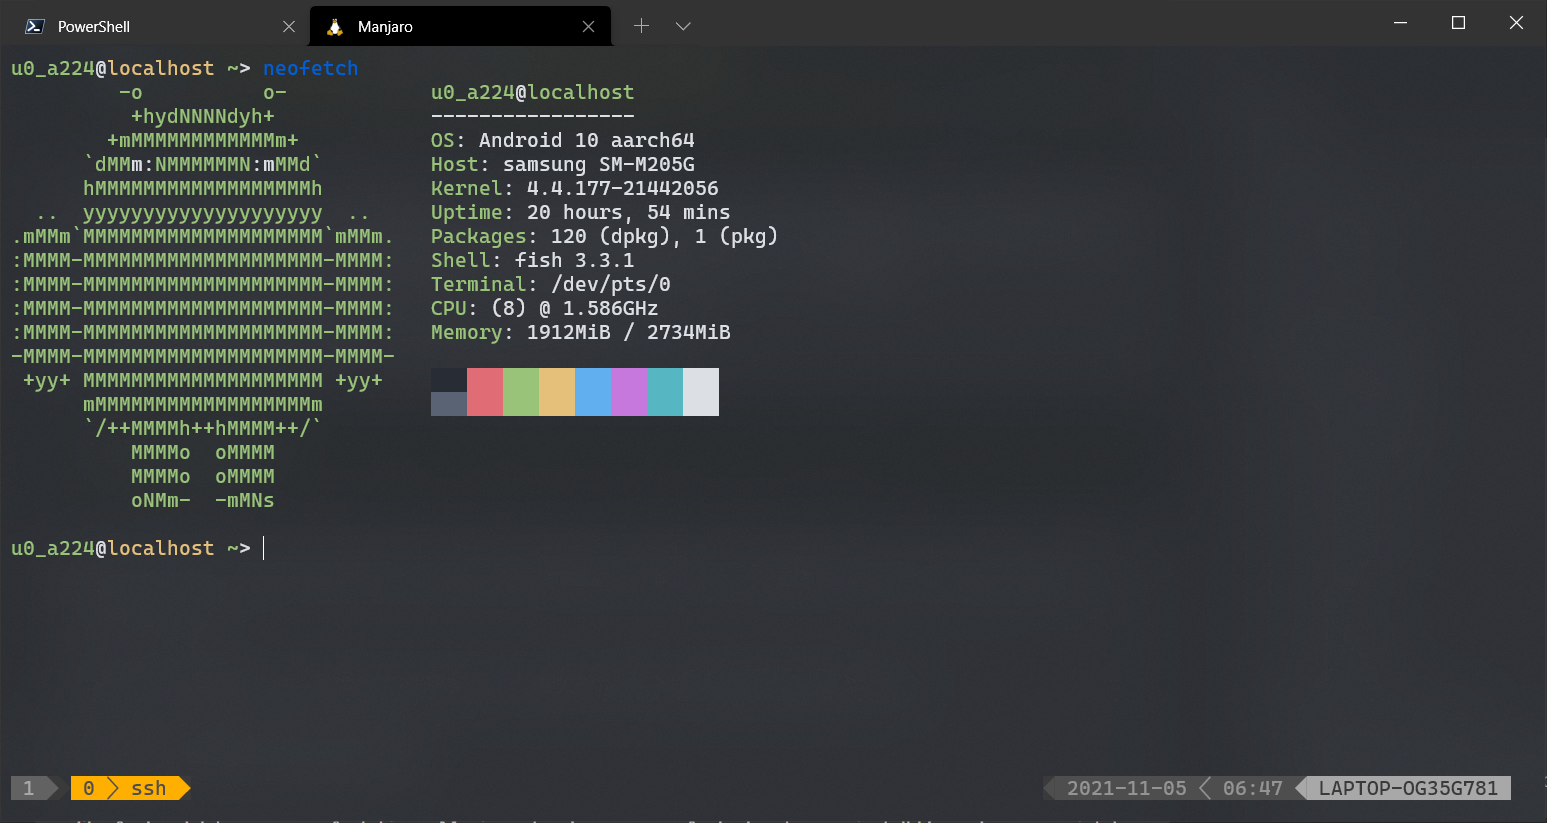 PowerShell
Manjaro
u0_a224@localhost ~> neofetch
-o          o-
+hydNNNNdyh+
+mMMMMMMMMMMMMm+
`dMMm:NMMMMMMN:mMMd`
hMMMMMMMMMMMMMMMMMMh
..  yyyyyyyyyyyyyyyyyyyy  ..
.mMMm`MMMMMMMMMMMMMMMMMMMM`mMMm.
:MMMM-MMMMMMMMMMMMMMMMMMMM-MMMM:
:MMMM-MMMMMMMMMMMMMMMMMMMM-MMMM:
:MMMM-MMMMMMMMMMMMMMMMMMMM-MMMM:
:MMMM-MMMMMMMMMMMMMMMMMMMM-MMMM:
-MMMM-MMMMMMMMMMMMMMMMMMMM-MMMM-
+yy+ MMMMMMMMMMMMMMMMMMMM +yy+
mMMMMMMMMMMMMMMMMMMm
`/++MMMMh++hMMMM++/`
MMMMo  oMMMM
MMMMo  oMMMM
oNMm-  -mMNs
u0_a224@localhost
-----------------
OS: Android 10 aarch64
Host: samsung SM-M205G
Kernel: 4.4.177-21442056
Uptime: 20 hours, 54 mins
Packages: 120 (dpkg), 1 (pkg)
Shell: fish 3.3.1
Terminal: /dev/pts/0
CPU: (8) @ 1.586GHz
Memory: 1912MiB / 2734MiB
u0_a224@localhost ~>
1 0 ssh 2021-11-05 06:47 LAPTOP-OG35G781